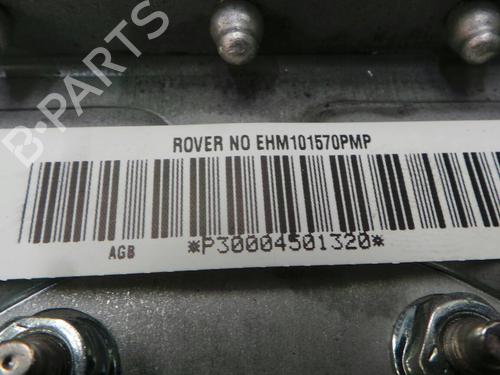 B-PARTS
ROVER NO EHM101570PMP
AGB
*P30004501320*